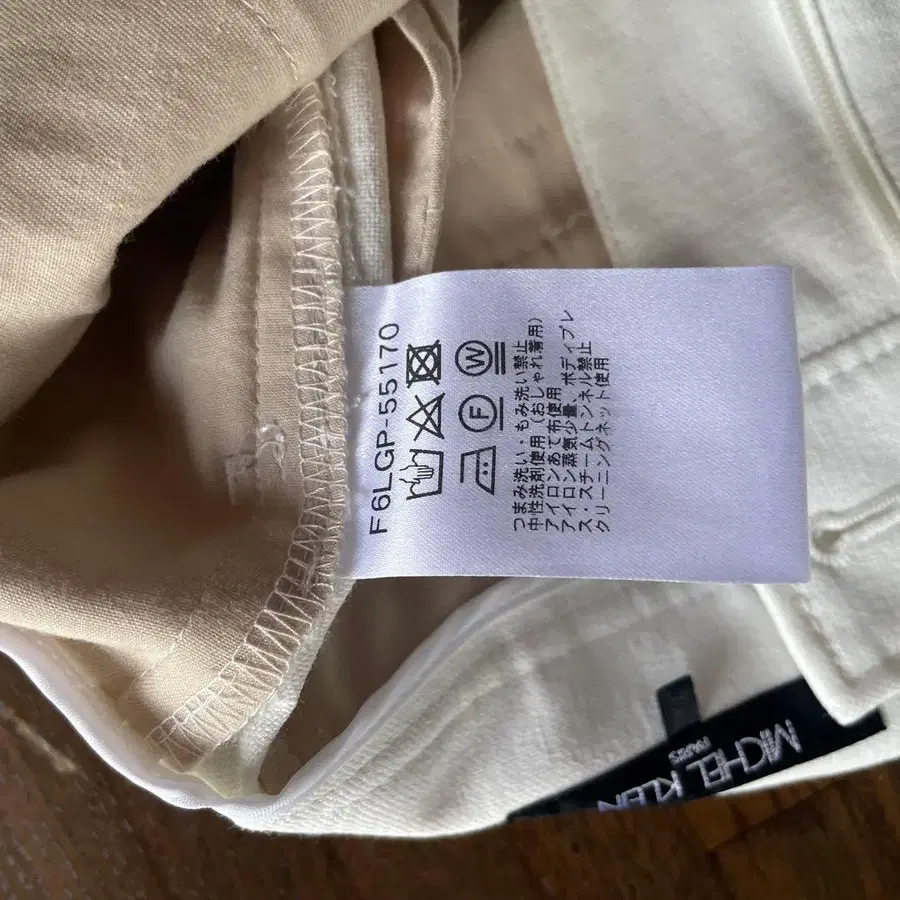 F6LGP-55170
W
F
つまみ洗い・もみ洗い禁止
中性洗剤使用（おしゃれ着用）
アイロンあて布使用
アイロン蒸気少量、ボディプレ
ス・スチームトンネル禁止
クリーニングネット使用
MICHEL KLEIN
PARIS